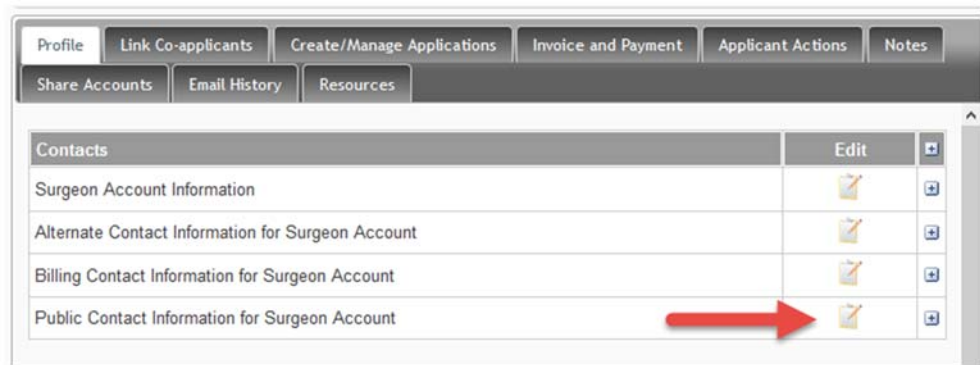 Profile Link Co-applicants Create/Manage Applications Invoice and Payment Applicant Actions Notes
Share Accounts Email History Resources
Contacts Edit
Surgeon Account Information
Alternate Contact Information for Surgeon Account
Billing Contact Information for Surgeon Account
Public Contact Information for Surgeon Account